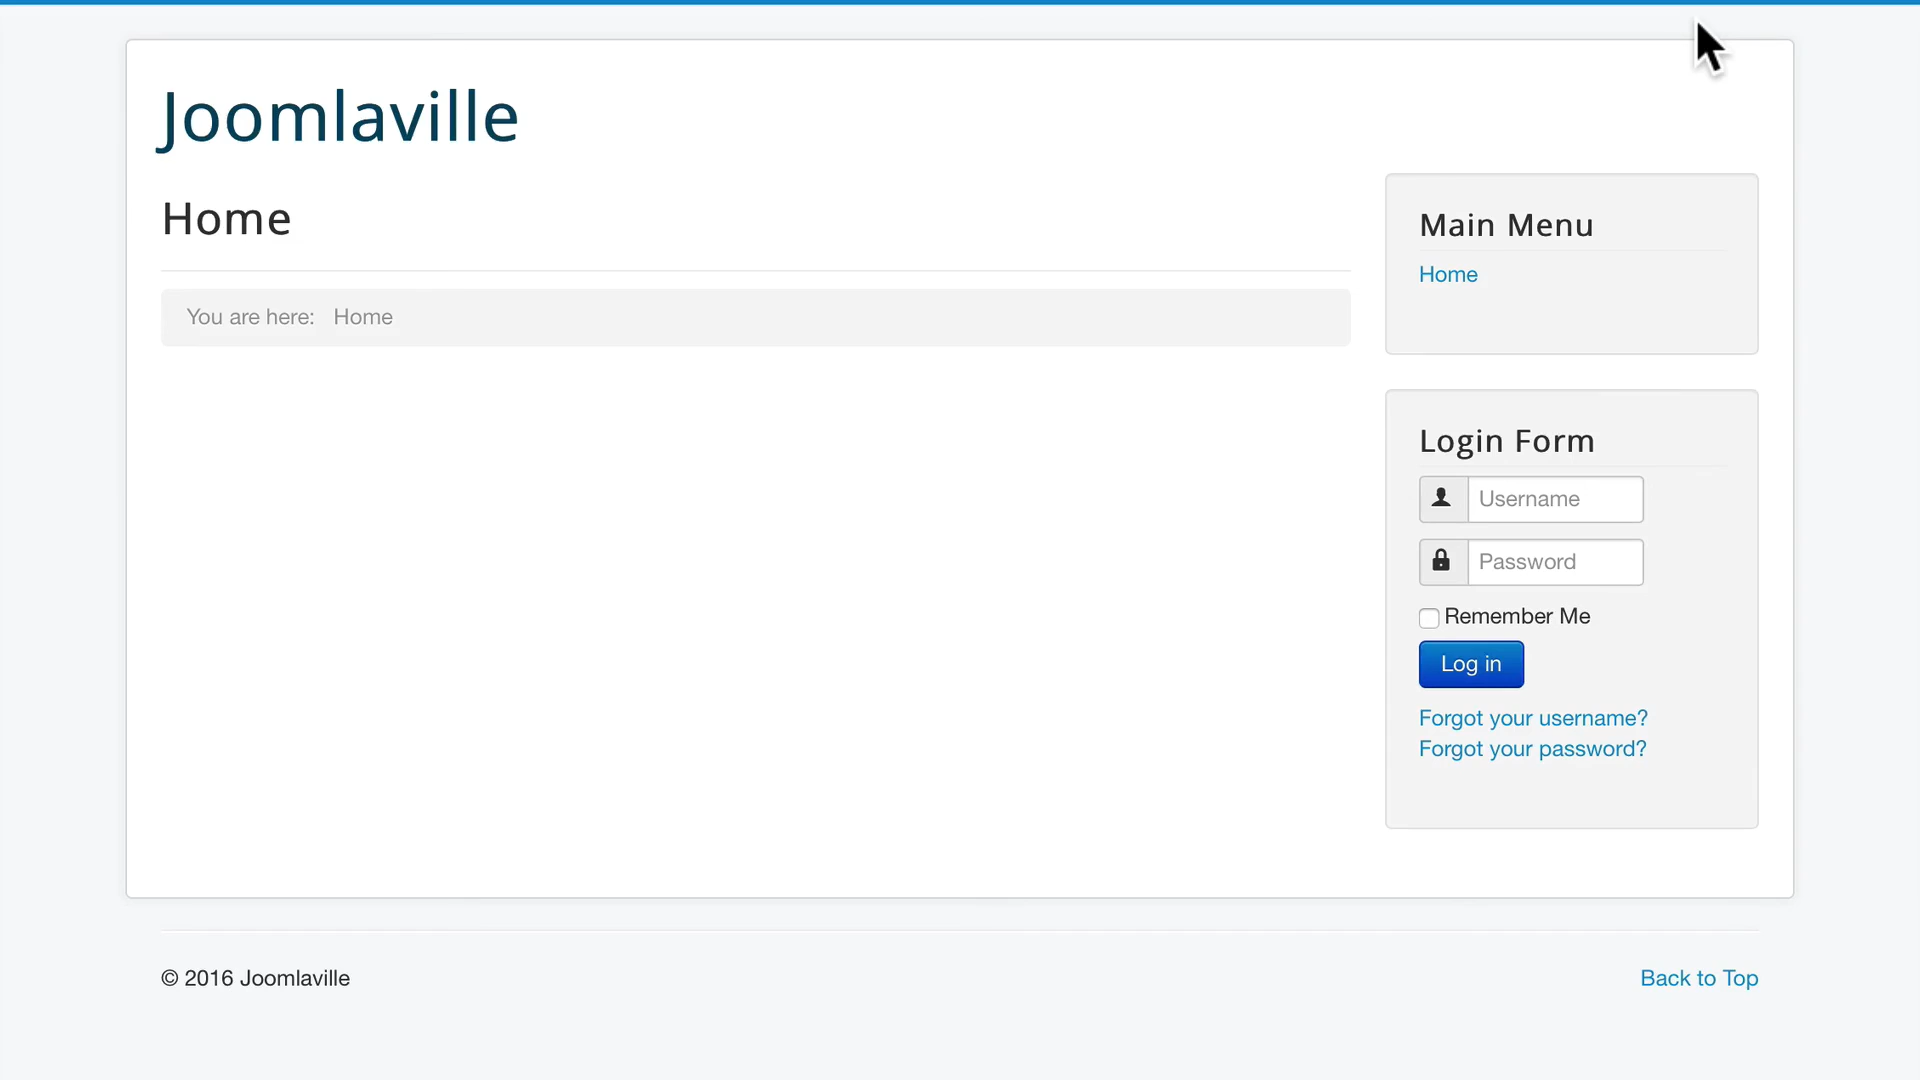 Joomlaville
Home
You are here: Home
Main Menu
Home
Login Form
Username
Password
Remember Me
Log in
Forgot your username?
Forgot your password?
© 2016 Joomlaville
Back to Top